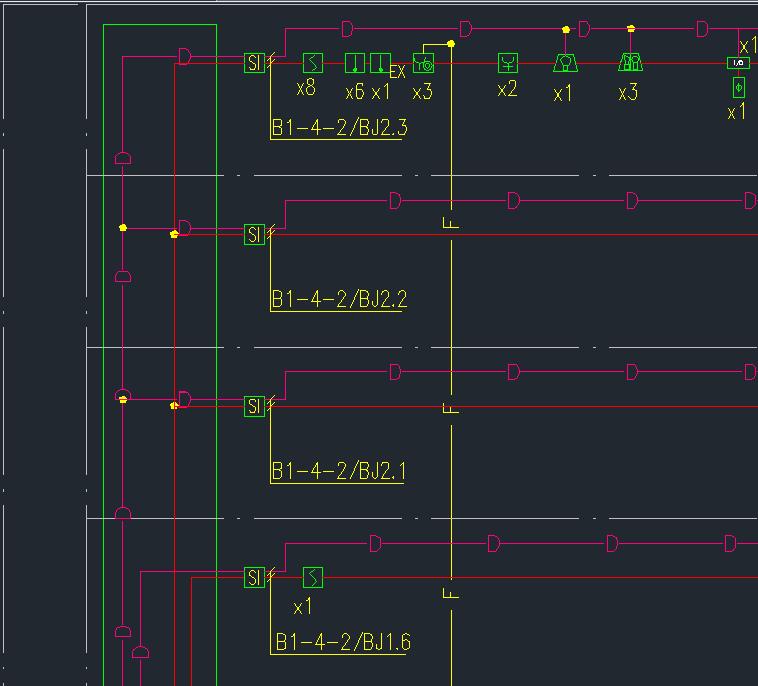 D D D D
x1
D SI EX I/O
x8 x6 x1 x3 x2 x1 x3 x1
B1-4-2/BJ2.3
D D D D
D SI F
B1-4-2/BJ2.2
D D D D
D SI F
B1-4-2/BJ2.1
D D D D
SI F
x1
B1-4-2/BJ1.6